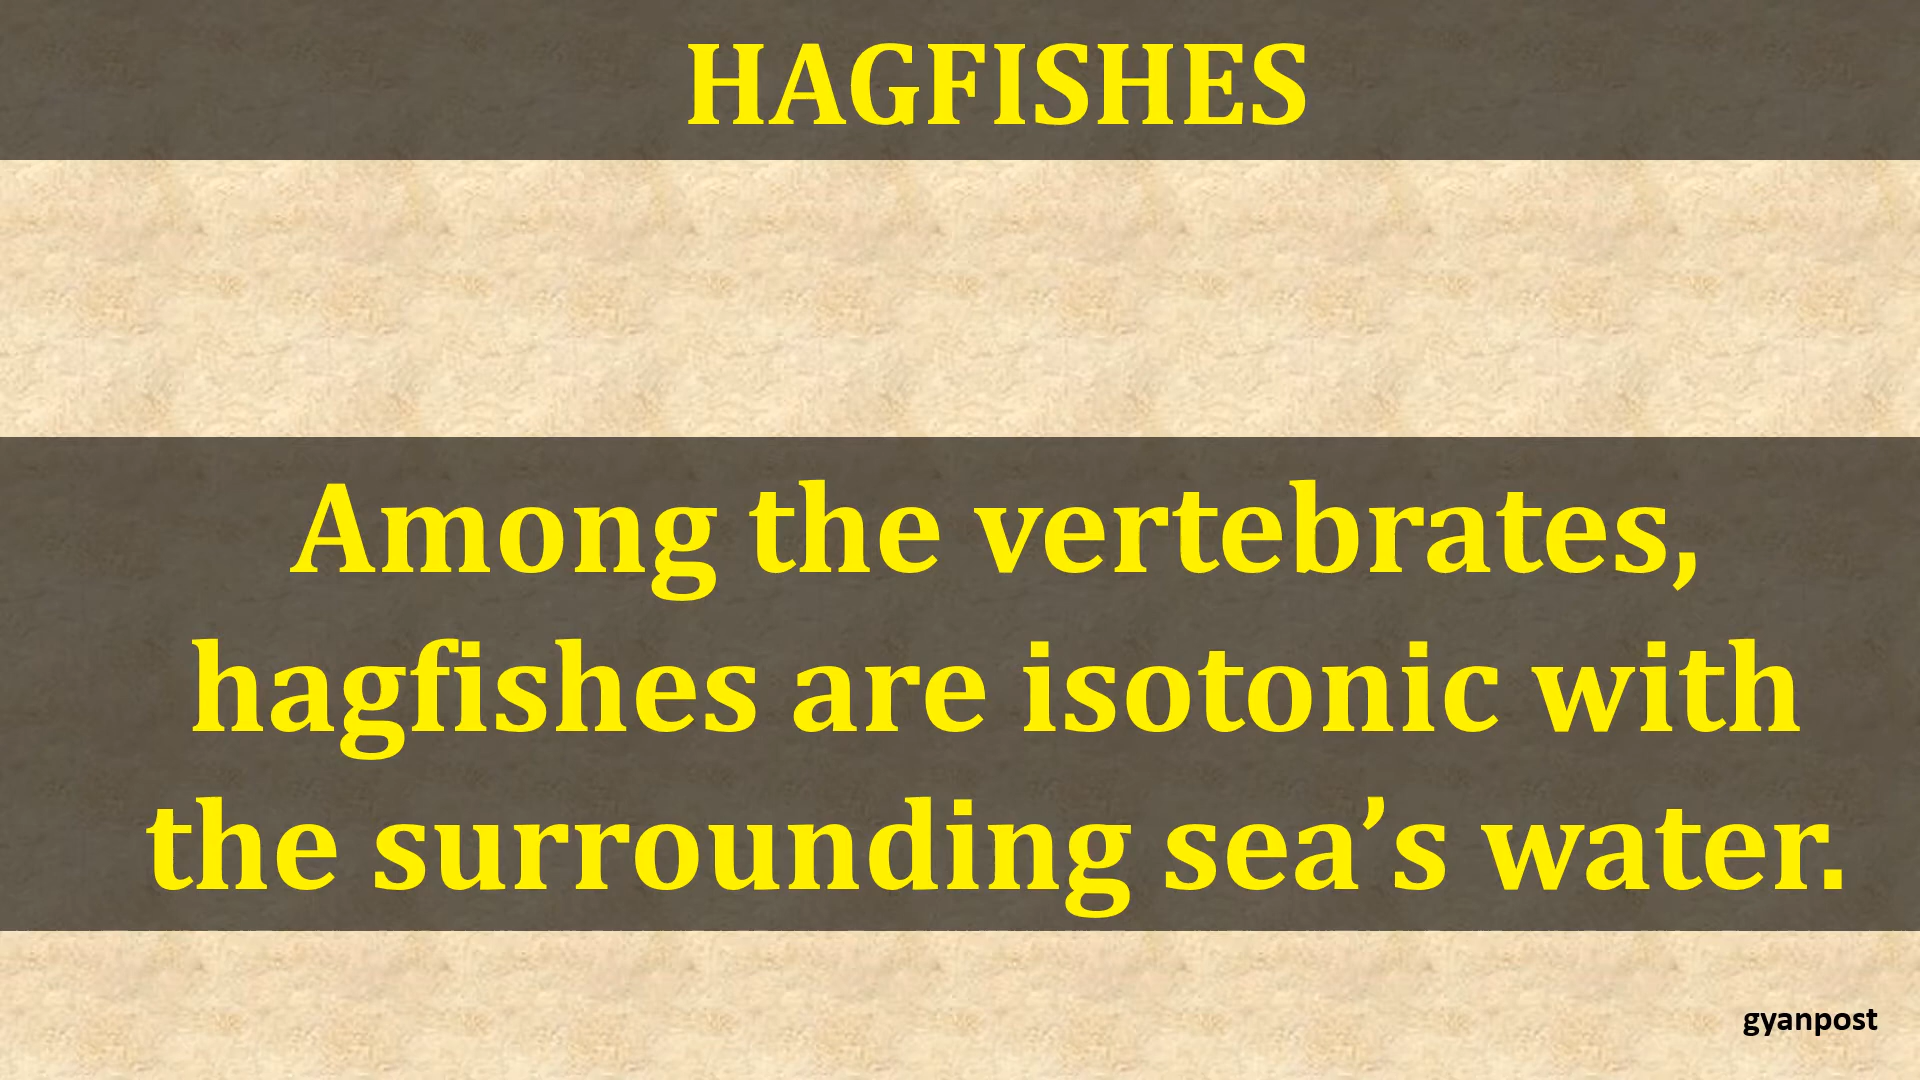 HAGFISHES
Among the vertebrates,
hagfishes are isotonic with
the surrounding sea’s water.
gyanpost